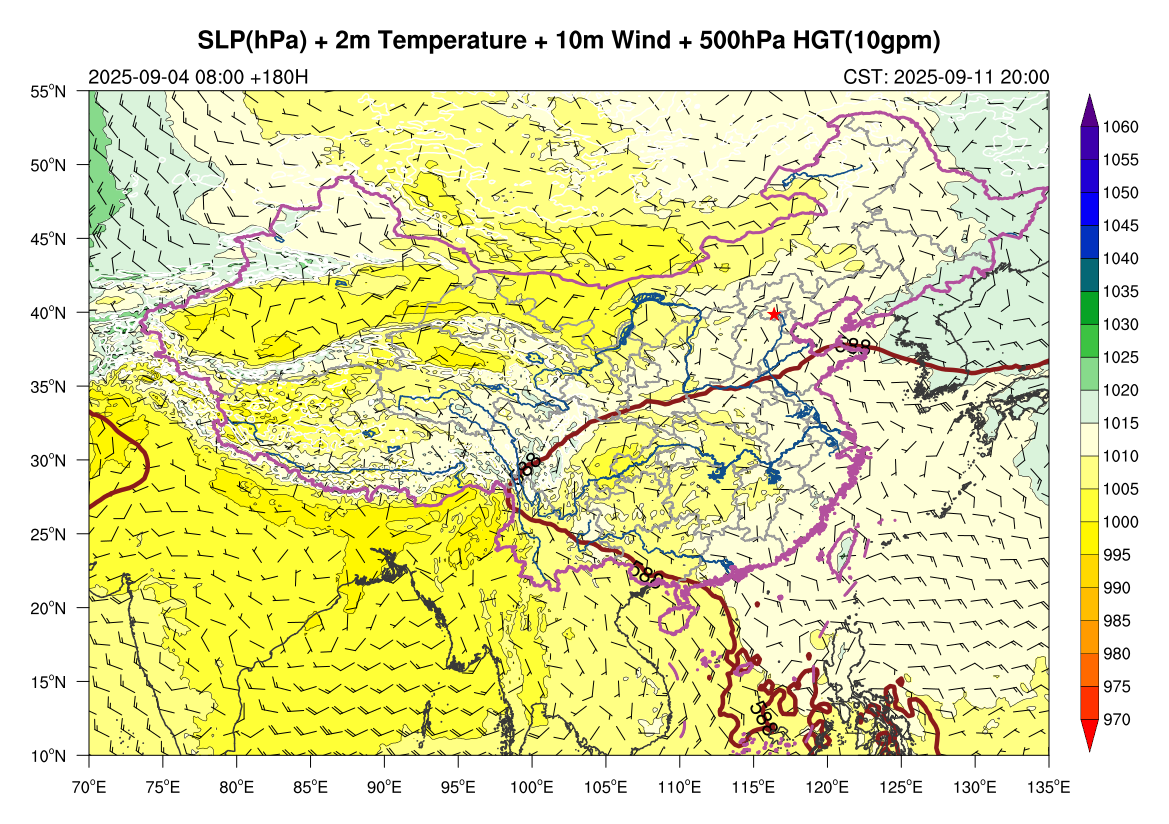 SLP(hPa) + 2m Temperature + 10m Wind + 500hPa HGT(10gpm)
2025-09-04 08:00 +180H
CST: 2025-09-11 20:00
55°N
50°N
45°N
40°N
35°N
30°N
25°N
20°N
15°N
10°N
70°E
75°E
80°E
85°E
90°E
95°E
100°E
105°E
110°E
115°E
120°E
125°E
130°E
135°E
1060
1055
1050
1045
1040
1035
1030
1025
1020
1015
1010
1005
1000
995
990
985
980
975
970
588
588
588
588